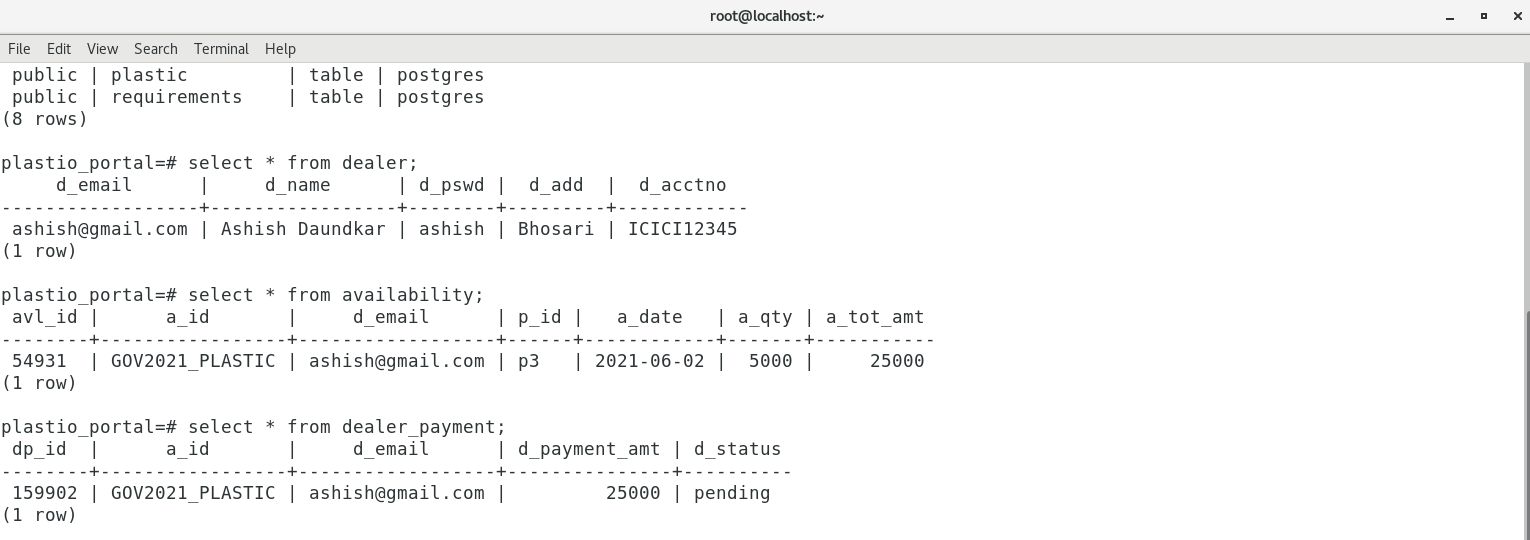 root@localhost:~
File Edit View Search Terminal Help
 public | plastic         | table | postgres
 public | requirements    | table | postgres
(8 rows)
plastio_portal=# select * from dealer;
     d_email      |     d_name      | d_pswd |  d_add  |  d_acctno
------------------+-----------------+--------+---------+------------
 ashish@gmail.com | Ashish Daundkar | ashish | Bhosari | ICICI12345
(1 row)
plastio_portal=# select * from availability;
 avl_id |      a_id       |     d_email      | p_id |   a_date   | a_qty | a_tot_amt
--------+-----------------+------------------+------+------------+-------+-----------
 54931  | GOV2021_PLASTIC | ashish@gmail.com | p3   | 2021-06-02 |  5000 |     25000
(1 row)
plastio_portal=# select * from dealer_payment;
 dp_id  |      a_id       |     d_email      | d_payment_amt | d_status
--------+-----------------+------------------+---------------+----------
 159902 | GOV2021_PLASTIC | ashish@gmail.com |         25000 | pending
(1 row)